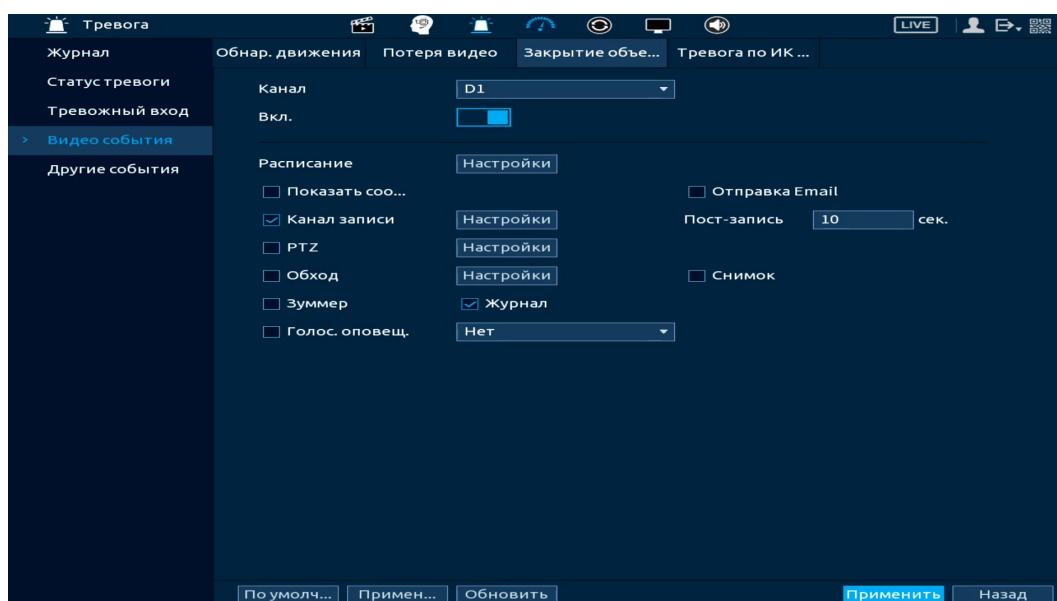 Тревога
LIVE
Журнал
Обнар. движения Потеря видео Закрытие объе... Тревога по ИК ...
Статус тревоги
Тревожный вход
> Видео события
Другие события
Канал D1
Вкл.
Расписание Настройки
Показать соо... Отправка Email
Канал записи Настройки Пост-запись 10 сек.
PTZ Настройки
Обход Настройки Снимок
Зуммер Журнал
Голос. оповещ. Нет
По умолч... Примен... Обновить Применить Назад